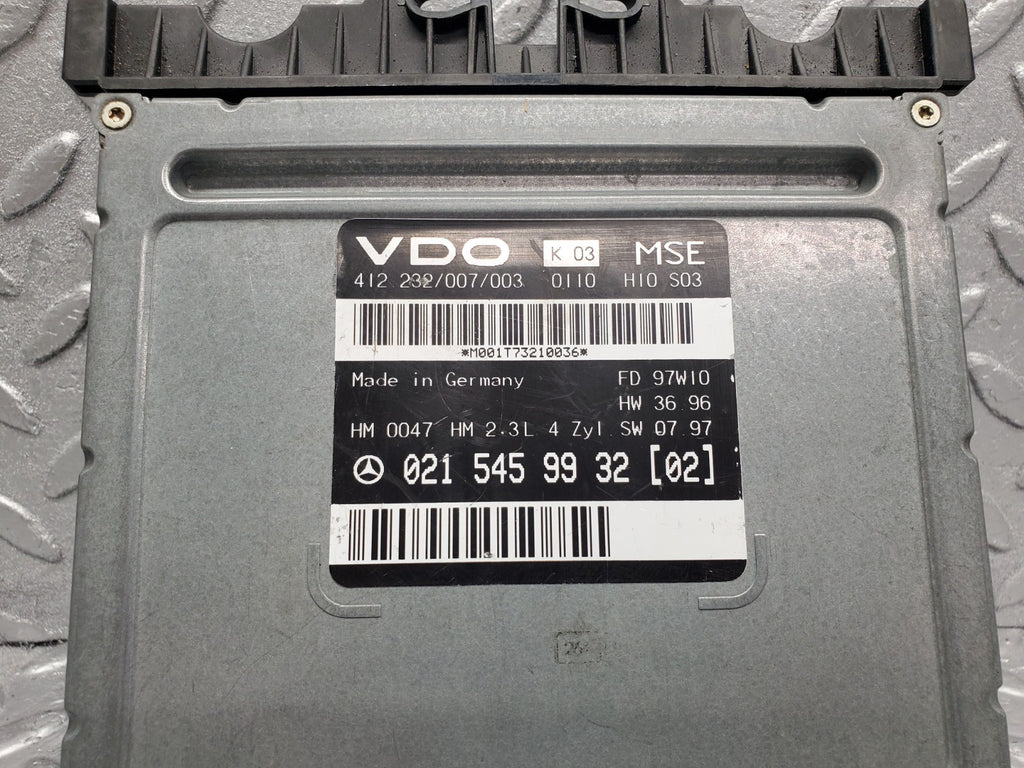 VDO K 03 MSE
412 232/007/003 0110 H10 S03
*M001T73210036*
Made in Germany FD 97W10
HW 36.96
HM 0047 HM 2.3L 4 Zyl. SW 07.97
021 545 99 32 [02]